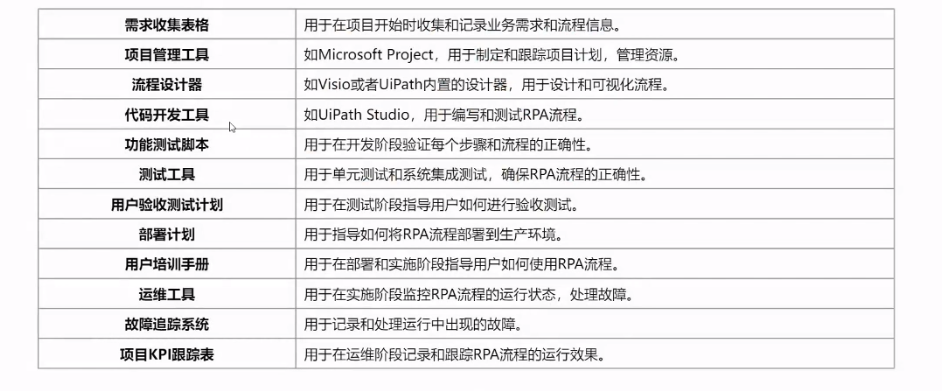 需求收集表格 用于在项目开始时收集和记录业务需求和流程信息。
项目管理工具 如Microsoft Project，用于制定和跟踪项目计划，管理资源。
流程设计器 如Visio或者UiPath内置的设计器，用于设计和可视化流程。
代码开发工具 如UiPath Studio，用于编写和测试RPA流程。
功能测试脚本 用于在开发阶段验证每个步骤和流程的正确性。
测试工具 用于单元测试和系统集成测试，确保RPA流程的正确性。
用户验收测试计划 用于在测试阶段指导用户如何进行验收测试。
部署计划 用于指导如何将RPA流程部署到生产环境。
用户培训手册 用于在部署和实施阶段指导用户如何使用RPA流程。
运维工具 用于在实施阶段监控RPA流程的运行状态，处理故障。
故障追踪系统 用于记录和处理运行中出现的故障。
项目KPI跟踪表 用于在运维阶段记录和跟踪RPA流程的运行效果。